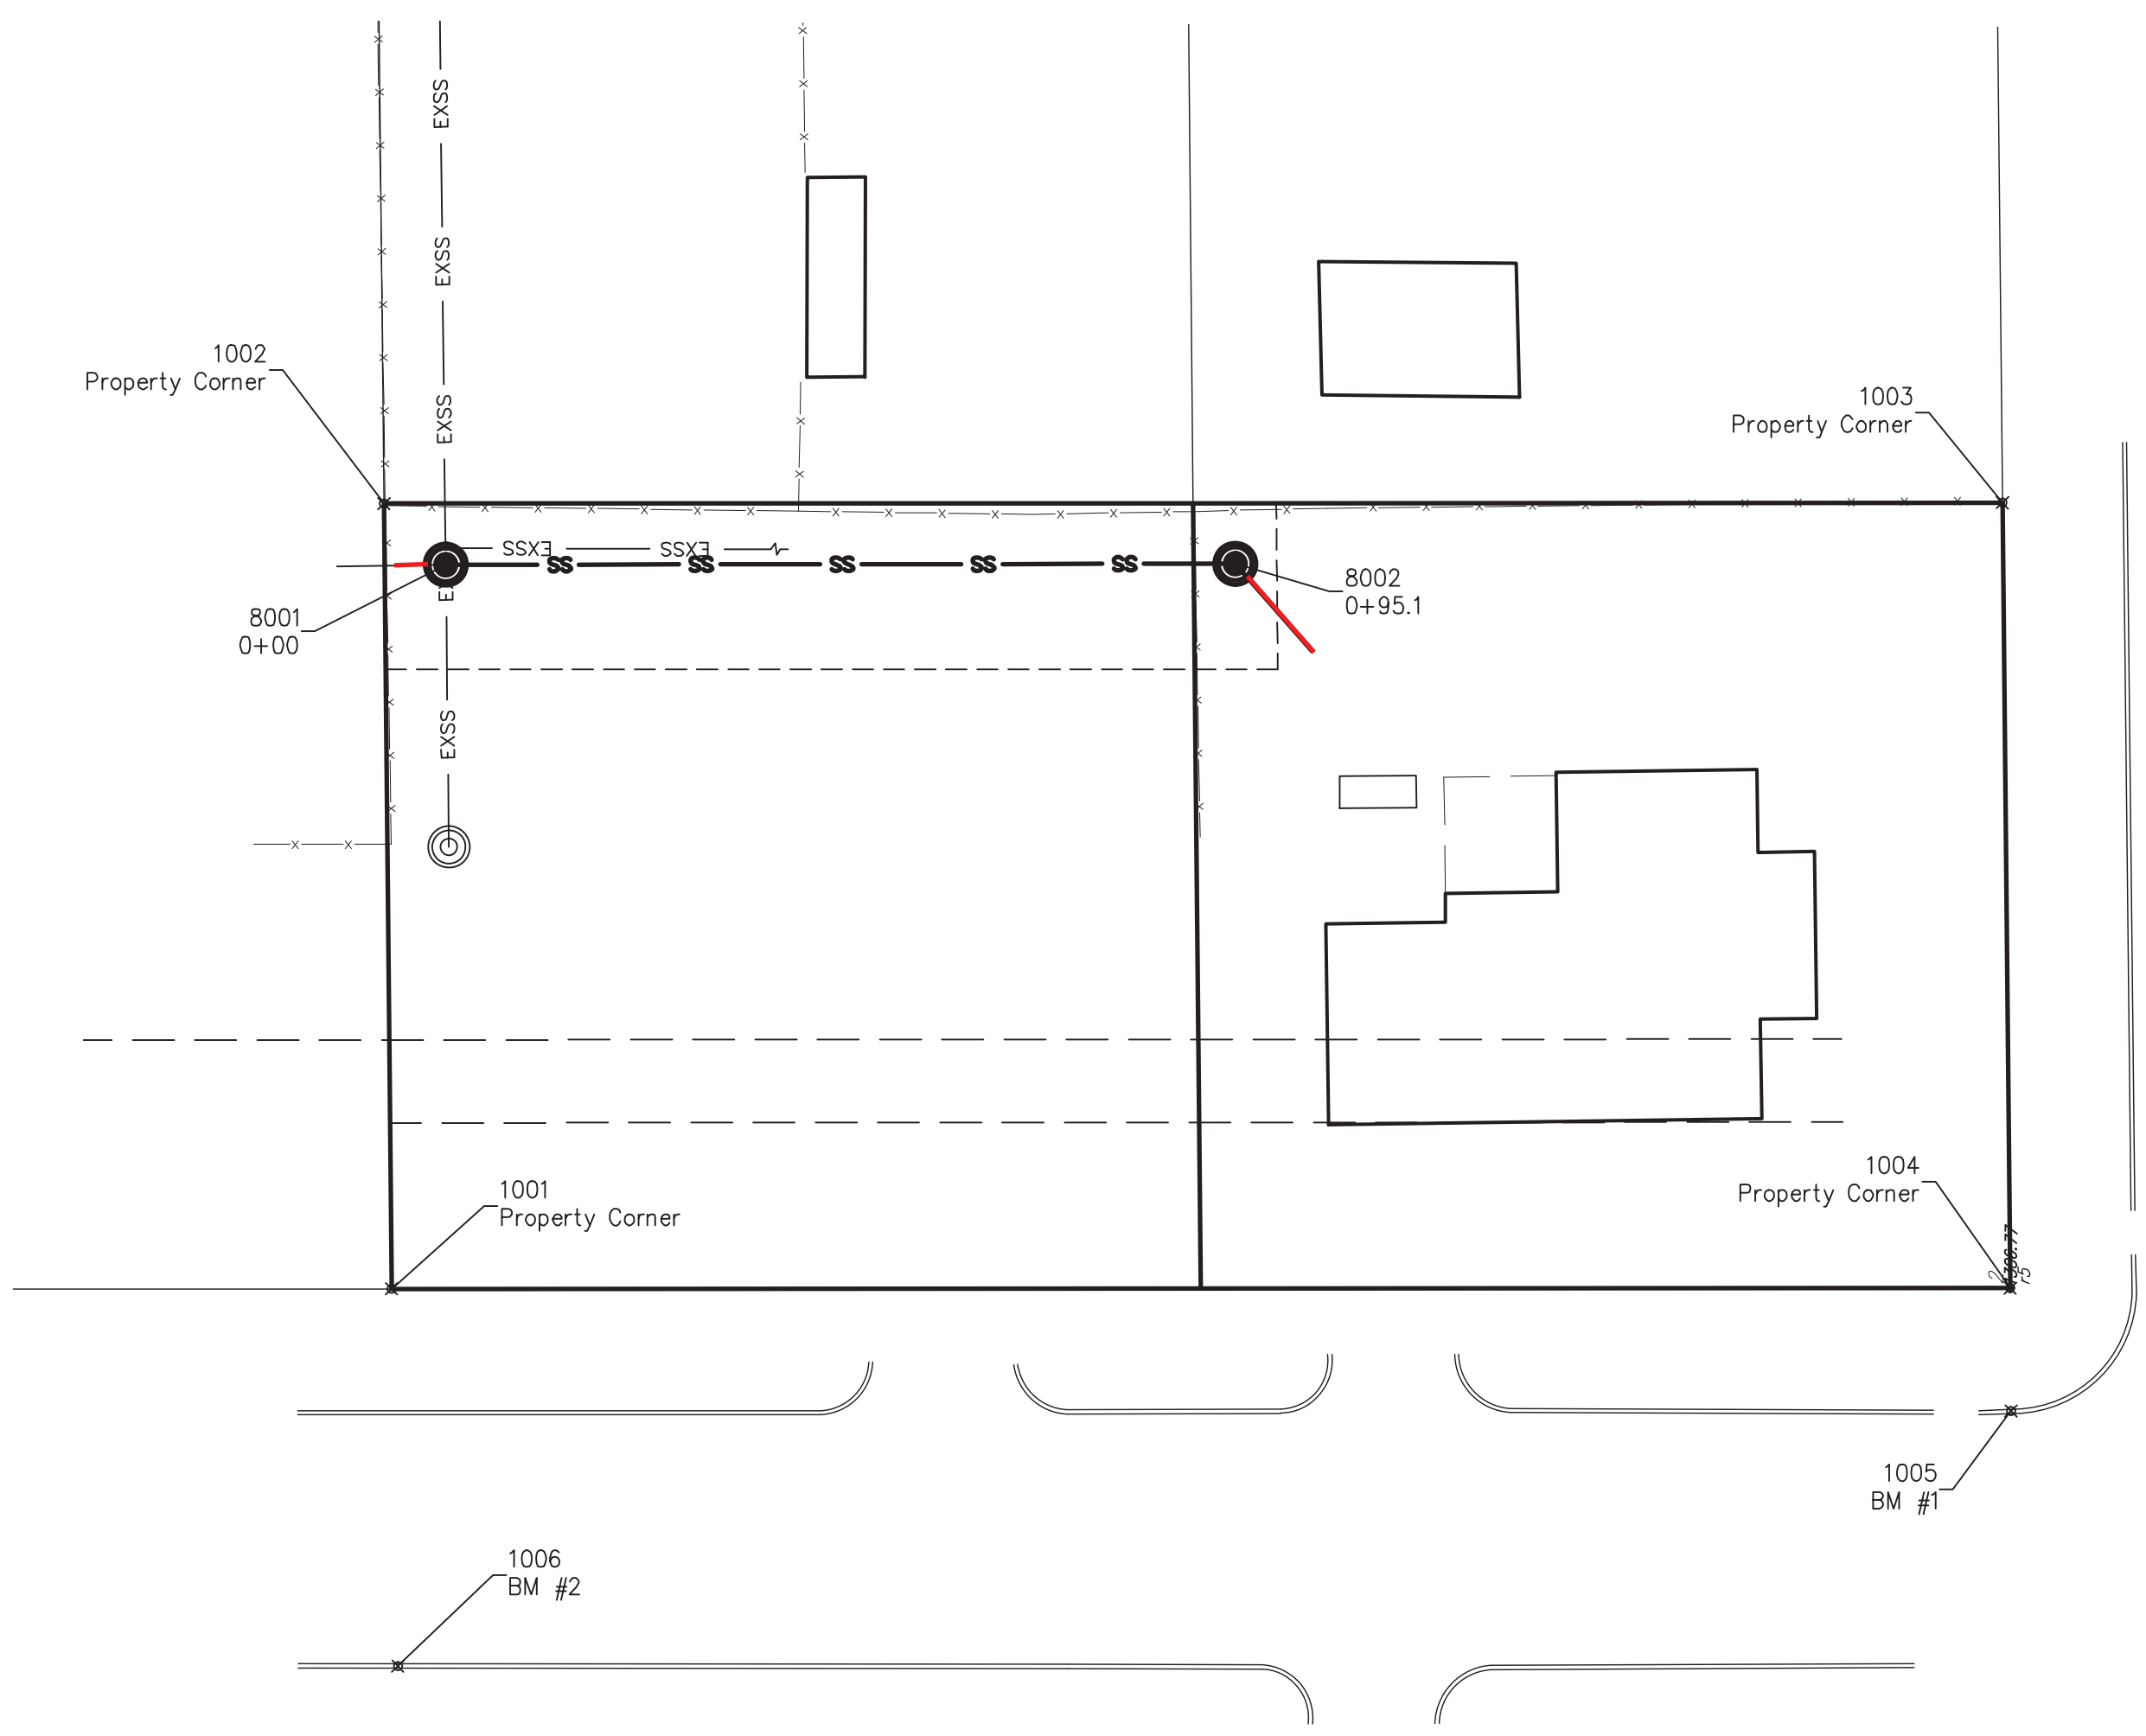 EXSS
EXSS
1002
Property Corner
1003
Property Corner
EXSS
EXSS
EXSS
SS
SS
SS
SS
SS
8001
0+00
8002
0+95.1
EXSS
1001
Property Corner
1004
Property Corner
r5
1005
BM #1
1006
BM #2